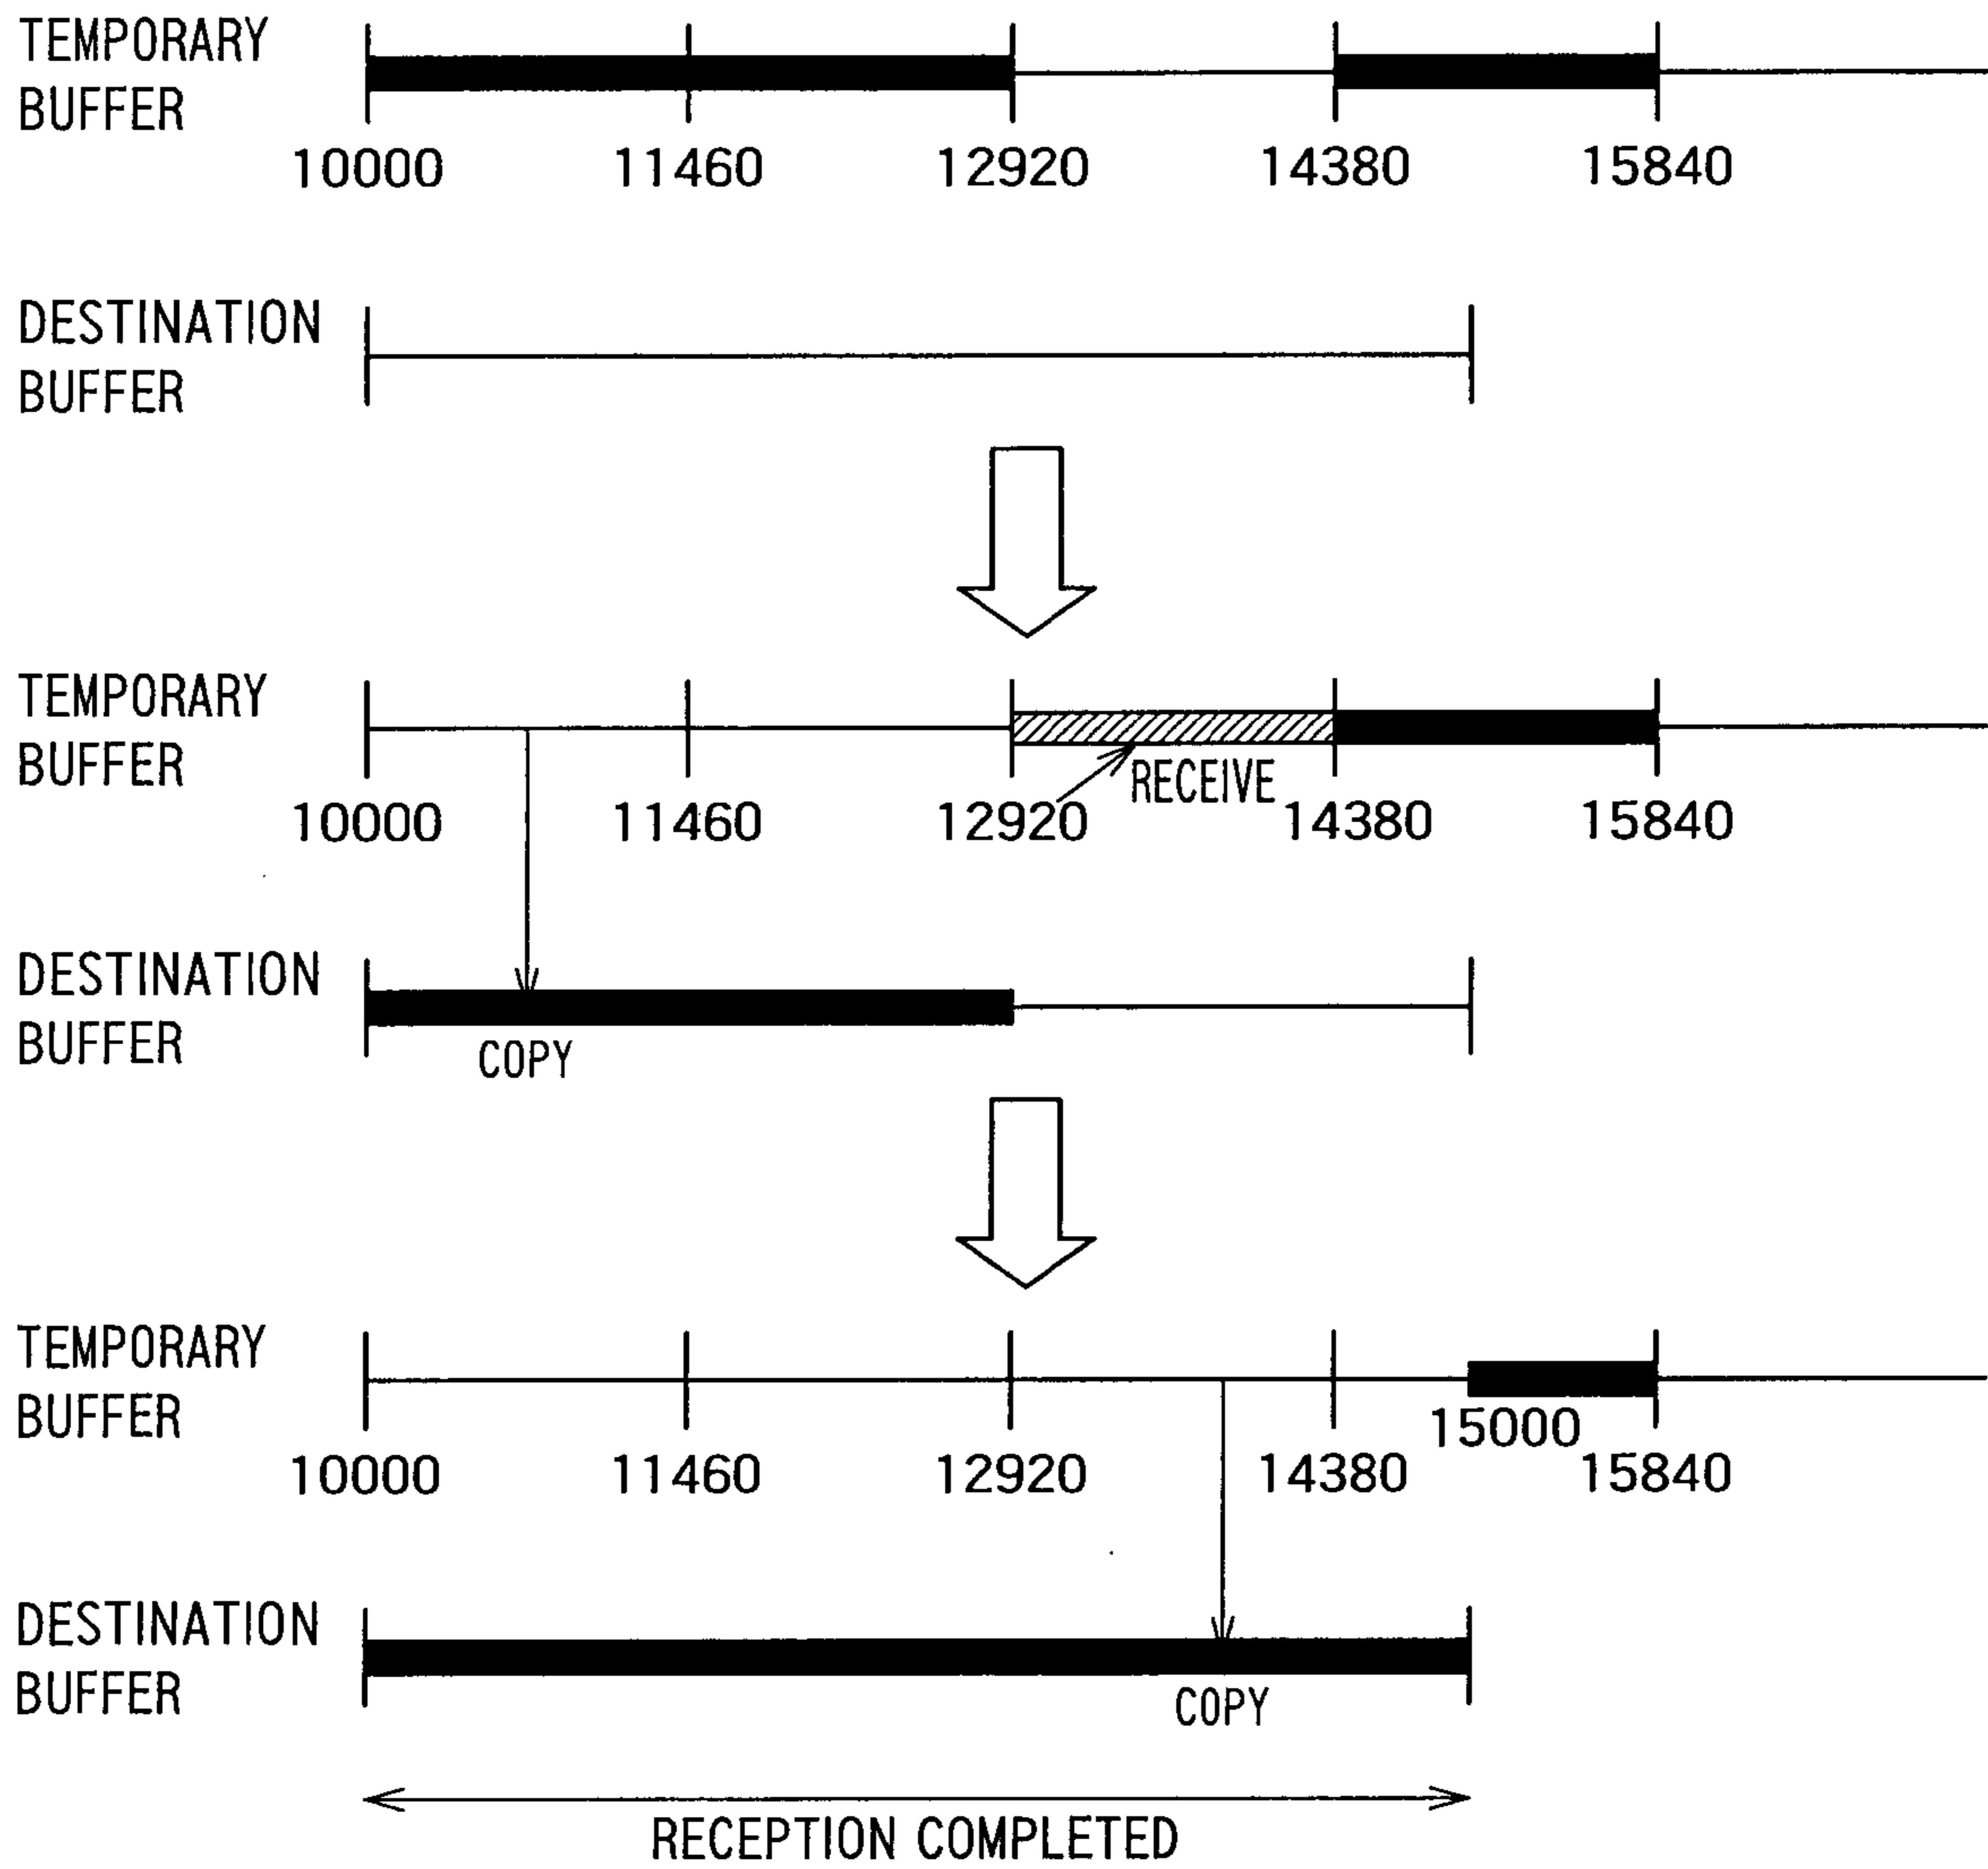 TEMPORARY
BUFFER
10000 11460 12920 14380 15840
DESTINATION
BUFFER
TEMPORARY
BUFFER
RECEIVE
10000 11460 12920 14380 15840
DESTINATION
BUFFER
COPY
TEMPORARY
BUFFER
15000
10000 11460 12920 14380 15840
DESTINATION
BUFFER
COPY
RECEPTION COMPLETED